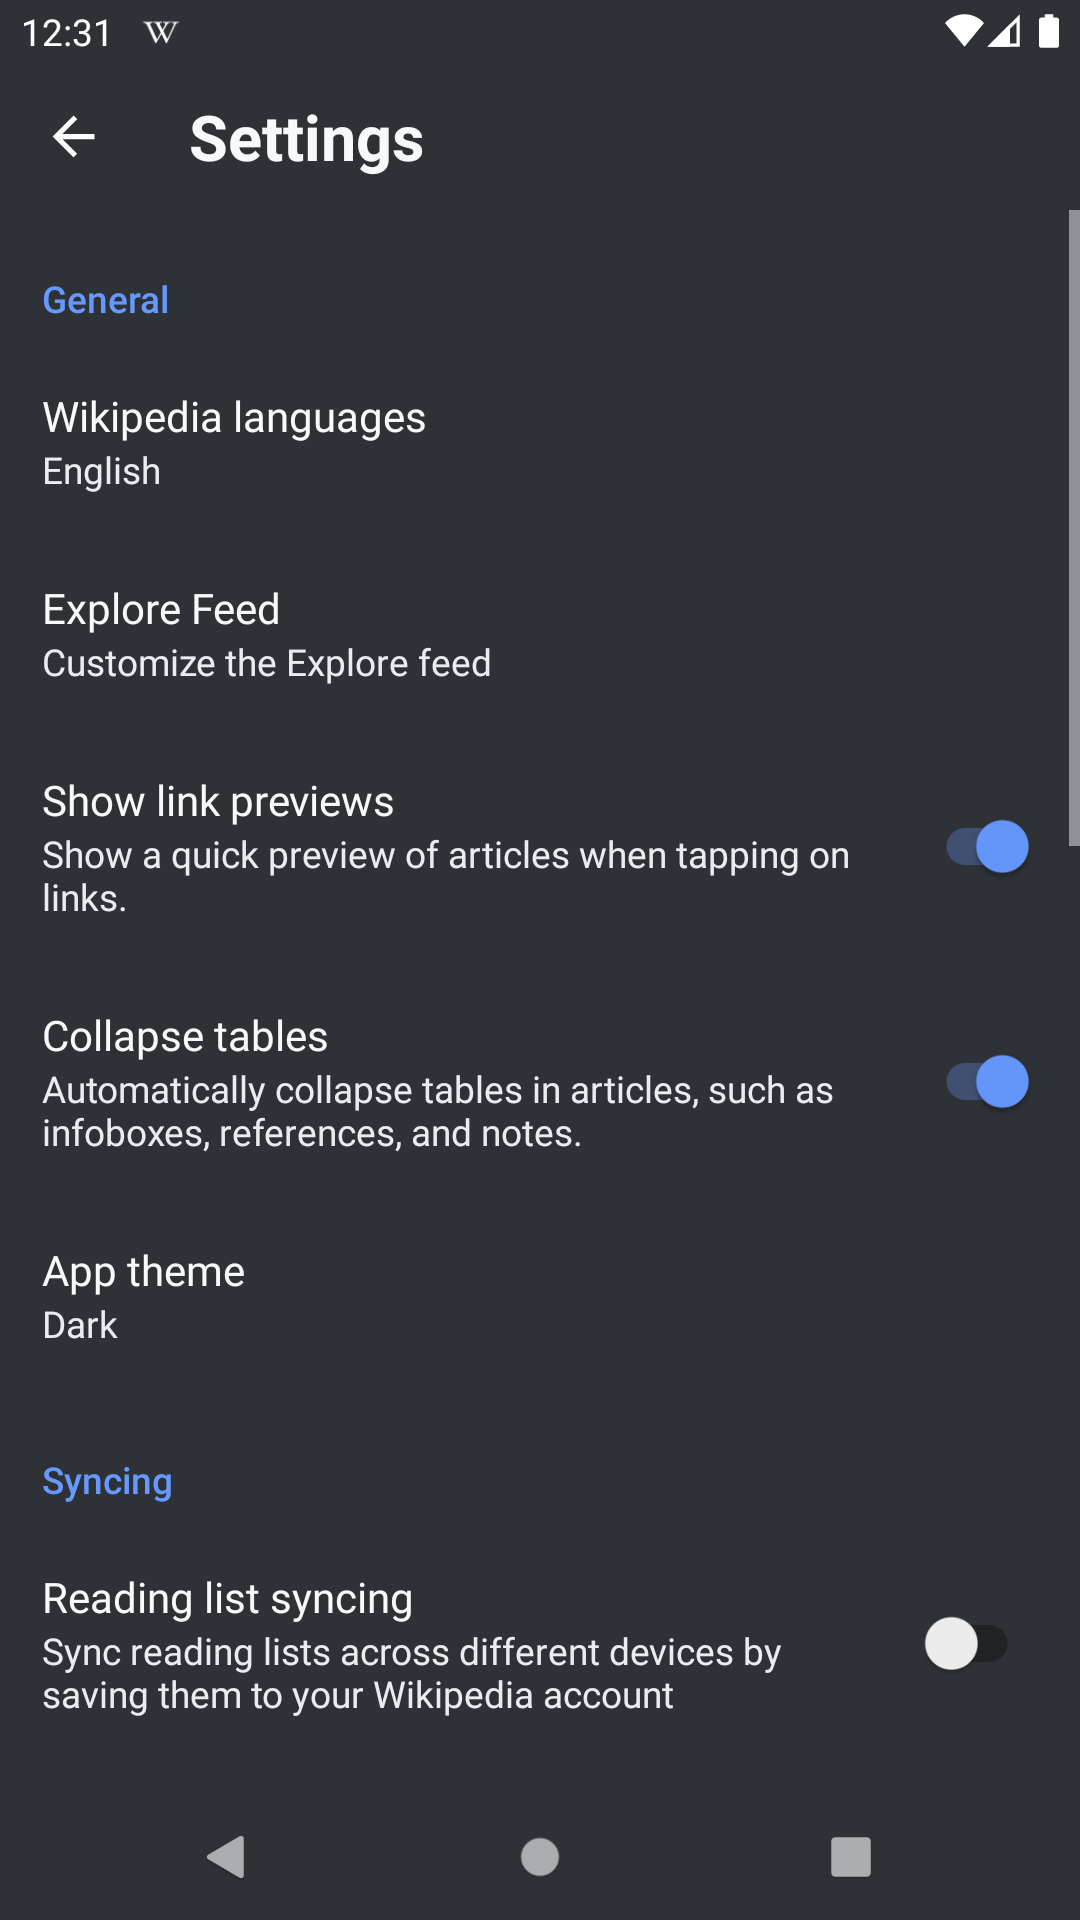 12:31 W
Settings
General
Wikipedia languages
English
Explore Feed
Customize the Explore feed
Show link previews
Show a quick preview of articles when tapping on
links.
Collapse tables
Automatically collapse tables in articles, such as
infoboxes, references, and notes.
App theme
Dark
Syncing
Reading list syncing
Sync reading lists across different devices by
saving them to your Wikipedia account